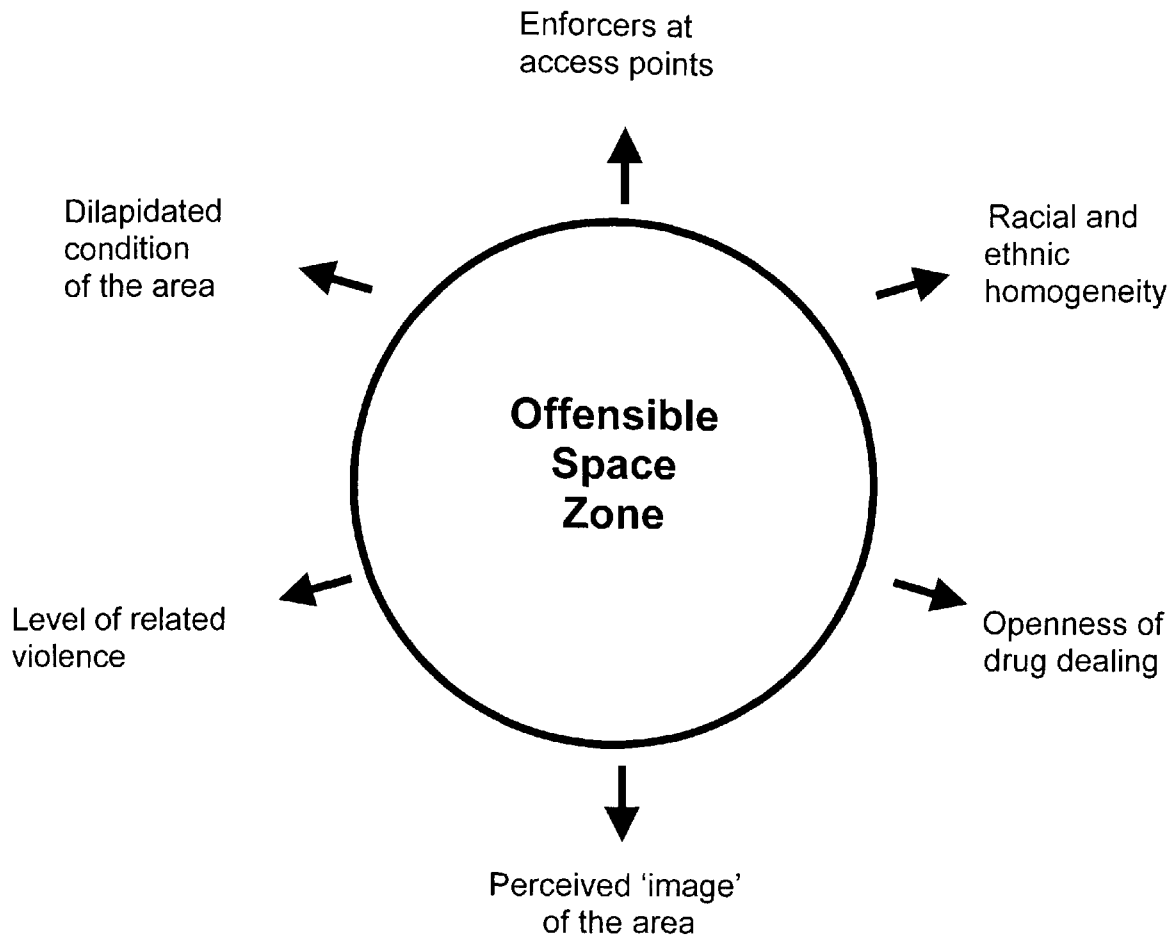 Enforcers at
access points
Dilapidated
condition
of the area
Racial and
ethnic
homogeneity
Offensible
Space
Zone
Level of related
violence
Openness of
drug dealing
Perceived ‘image’
of the area